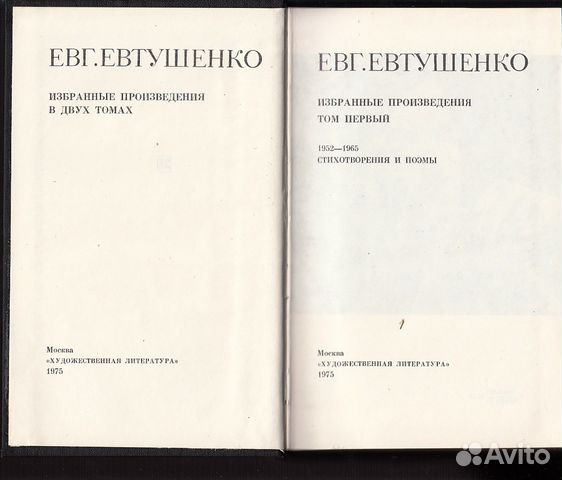 ЕВГ.ЕВТУШЕНКО
ИЗБРАННЫЕ ПРОИЗВЕДЕНИЯ
В ДВУХ ТОМАХ
Москва
«ХУДОЖЕСТВЕННАЯ ЛИТЕРАТУРА»
1975
ЕВГ.ЕВТУШЕНКО
ИЗБРАННЫЕ ПРОИЗВЕДЕНИЯ
ТОМ ПЕРВЫЙ
1952—1965
СТИХОТВОРЕНИЯ И ПОЭМЫ
Москва
«ХУДОЖЕСТВЕННАЯ ЛИТЕРАТУРА»
1975
Avito